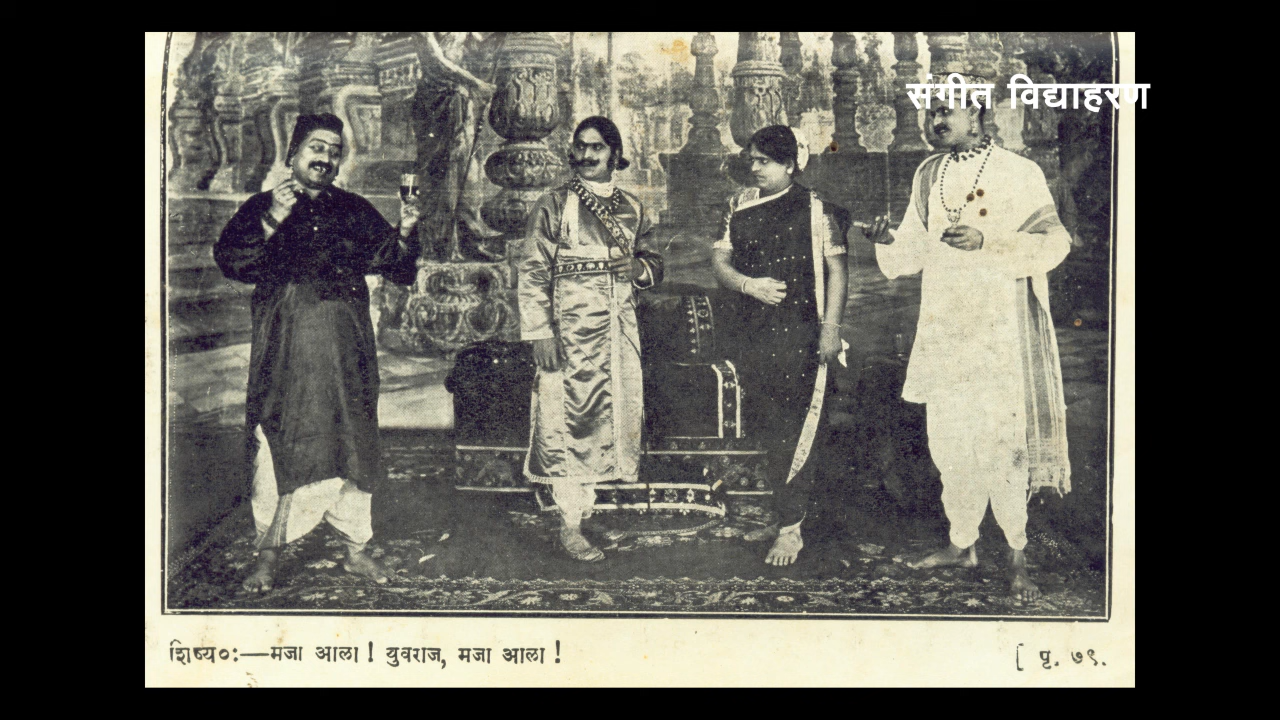 संगीत विद्याहरण
शिष्य०:—मजा आला ! युवराज, मजा आला !
[ पृ. ७९.